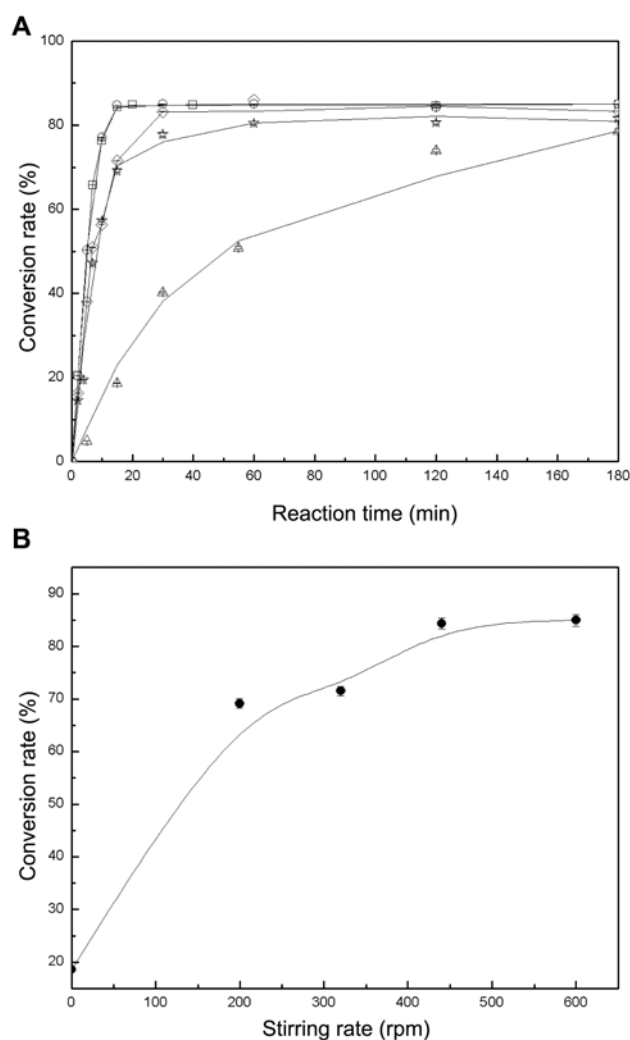 A
100
80
60
40
20
0
Conversion rate (%)
0 20 40 60 80 100 120 140 160 180
Reaction time (min)
B
90
80
70
60
50
40
30
20
Conversion rate (%)
0 100 200 300 400 500 600
Stirring rate (rpm)